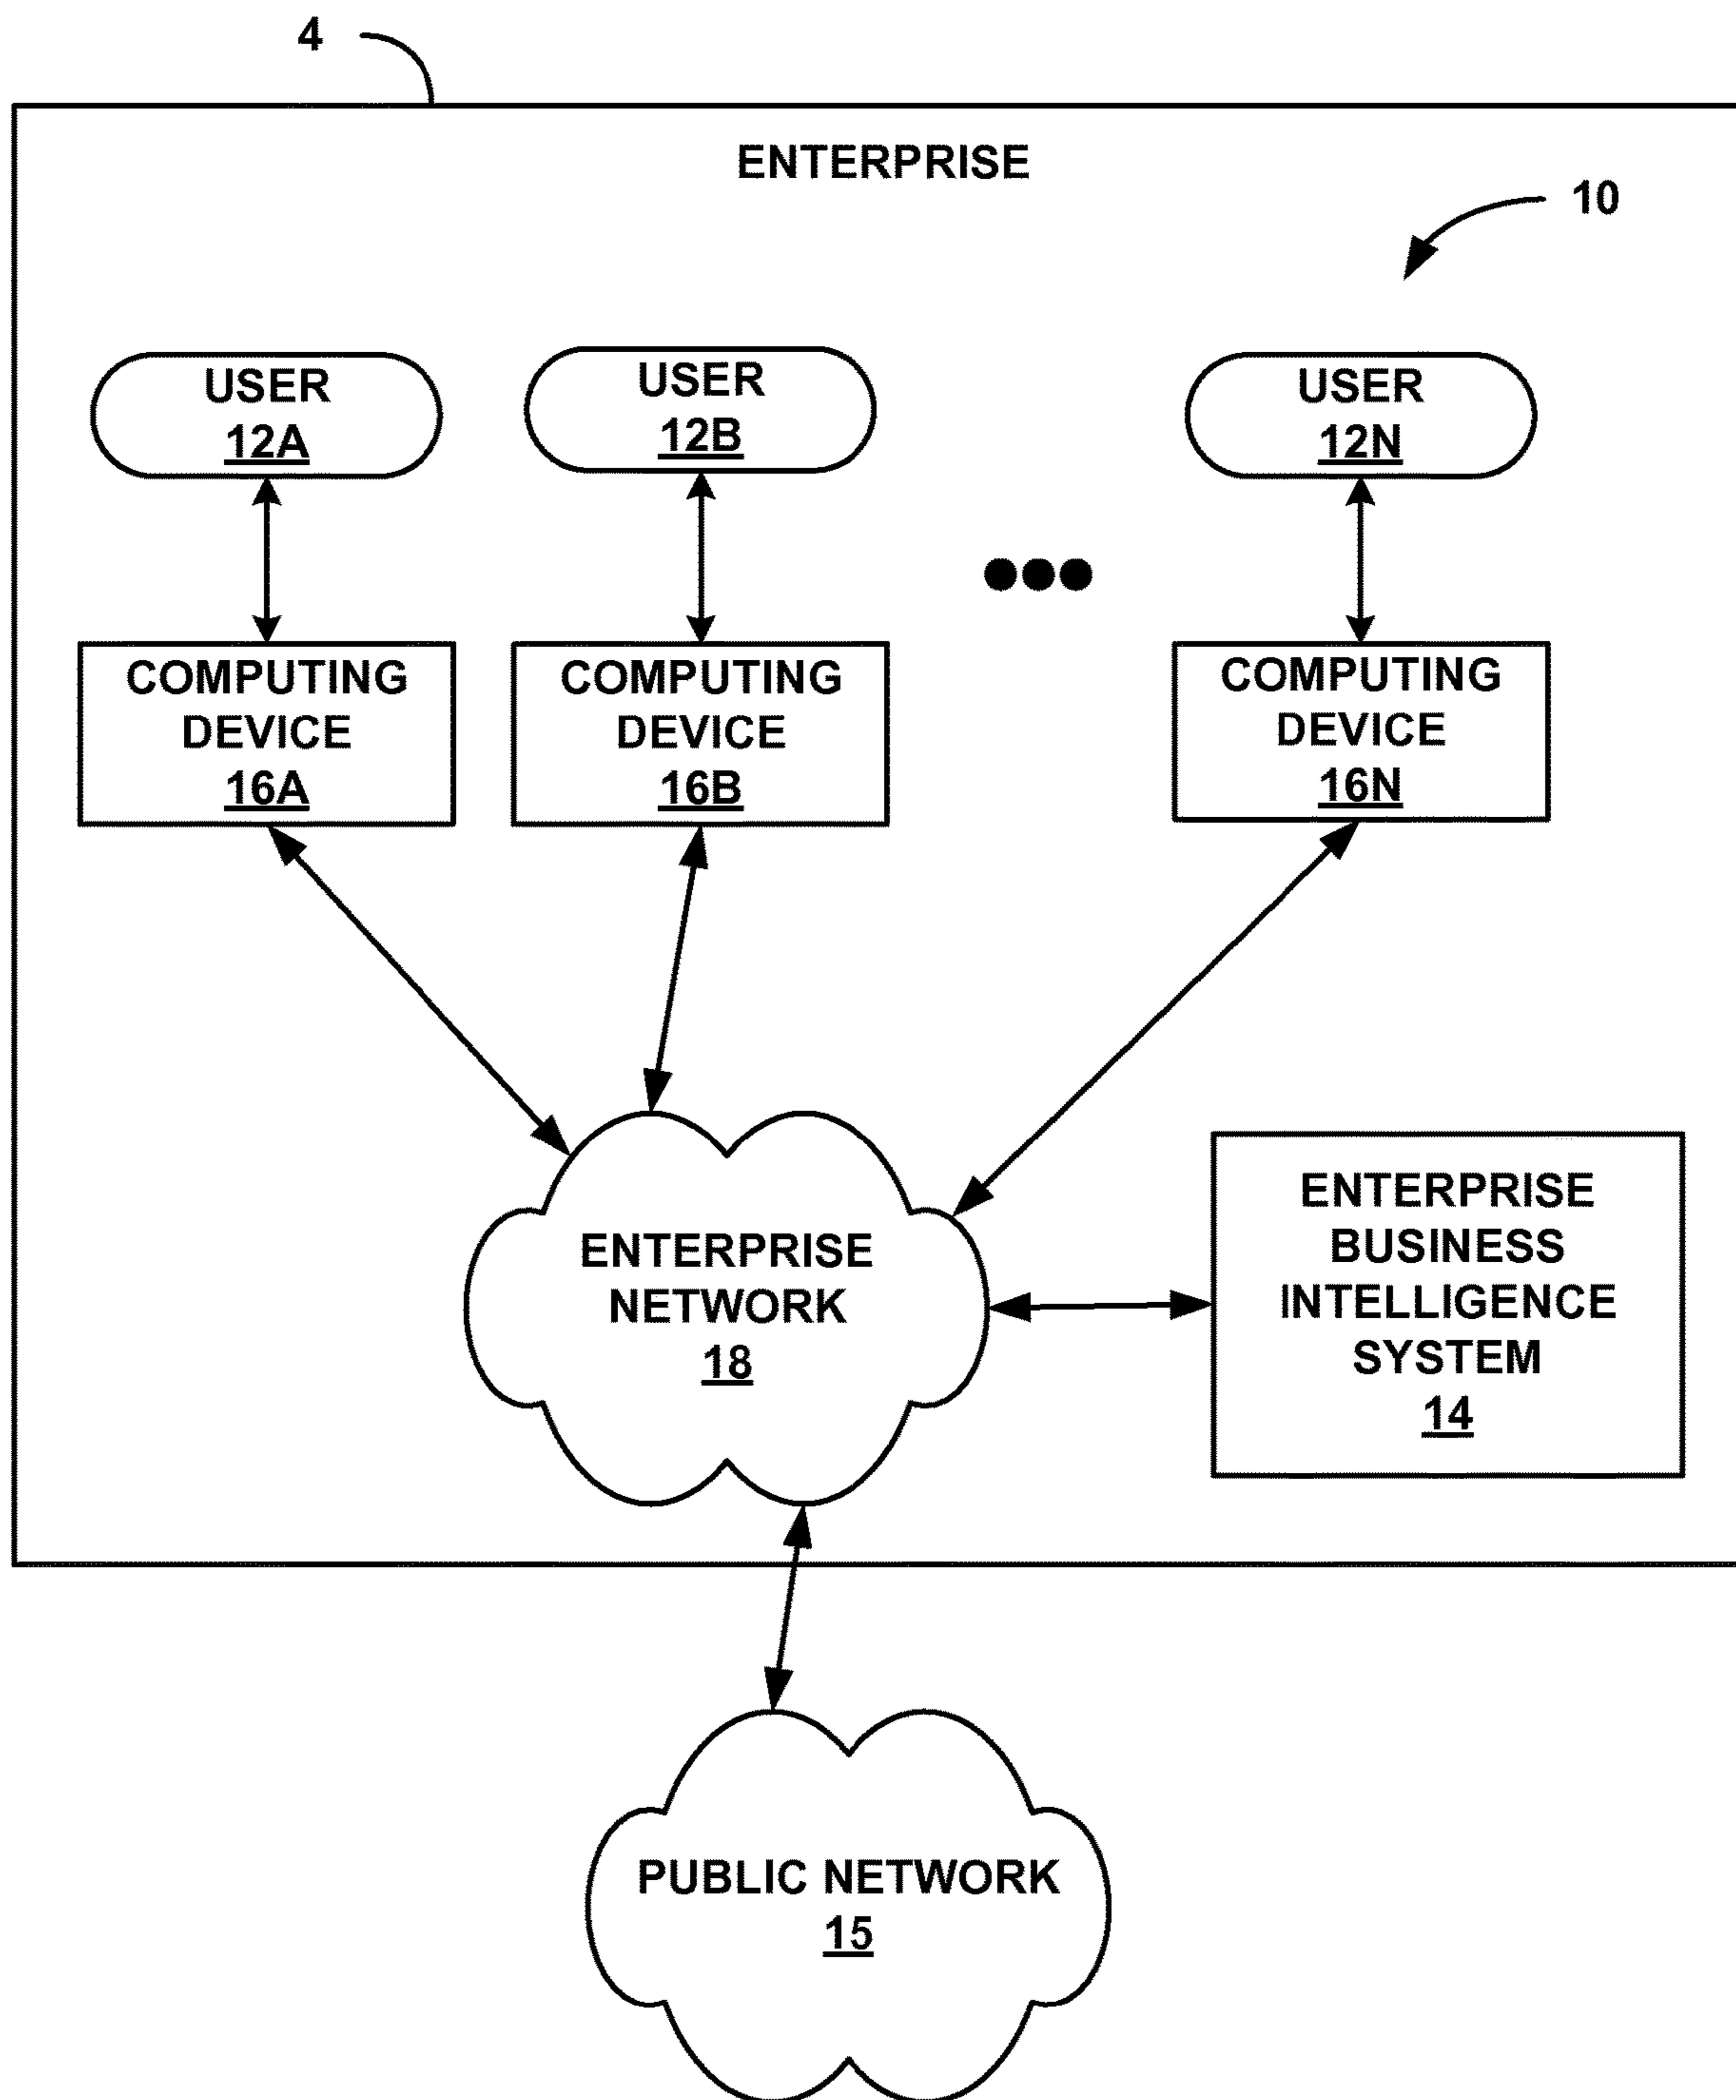 4
ENTERPRISE
10
USER
12A
USER
12B
USER
12N
COMPUTING
DEVICE
16A
COMPUTING
DEVICE
16B
COMPUTING
DEVICE
16N
ENTERPRISE
NETWORK
18
ENTERPRISE
BUSINESS
INTELLIGENCE
SYSTEM
14
PUBLIC NETWORK
15